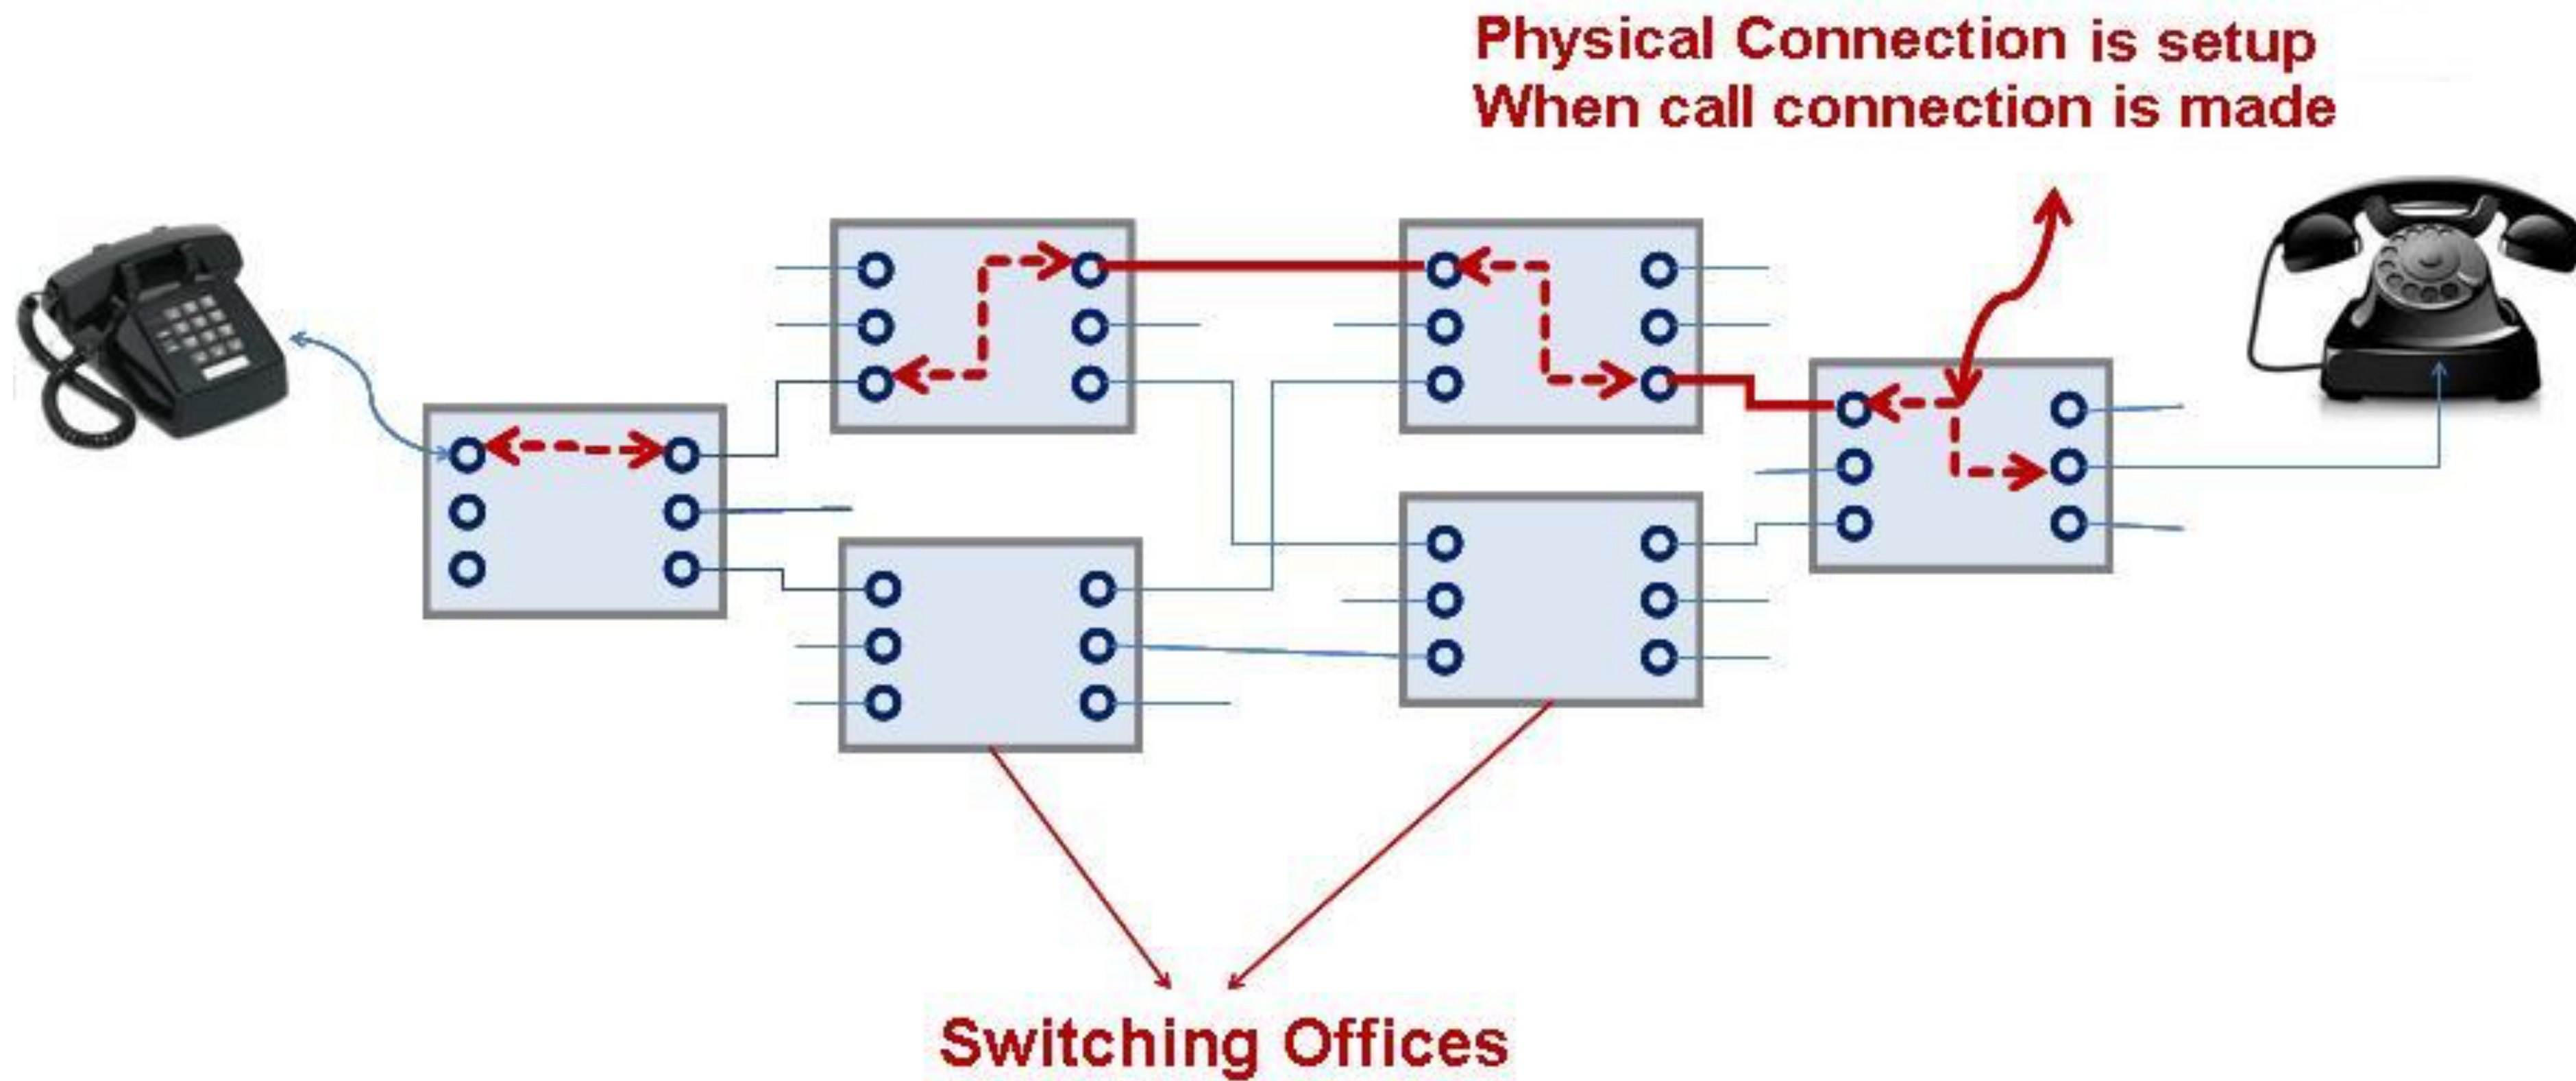 Physical Connection is setup
When call connection is made
Switching Offices